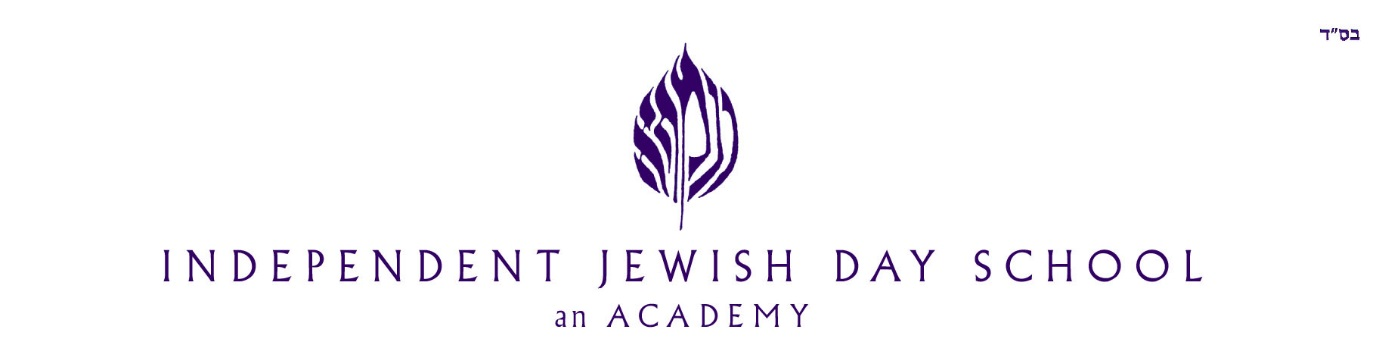 בס״ד
INDEPENDENT JEWISH DAY SCHOOL
an ACADEMY